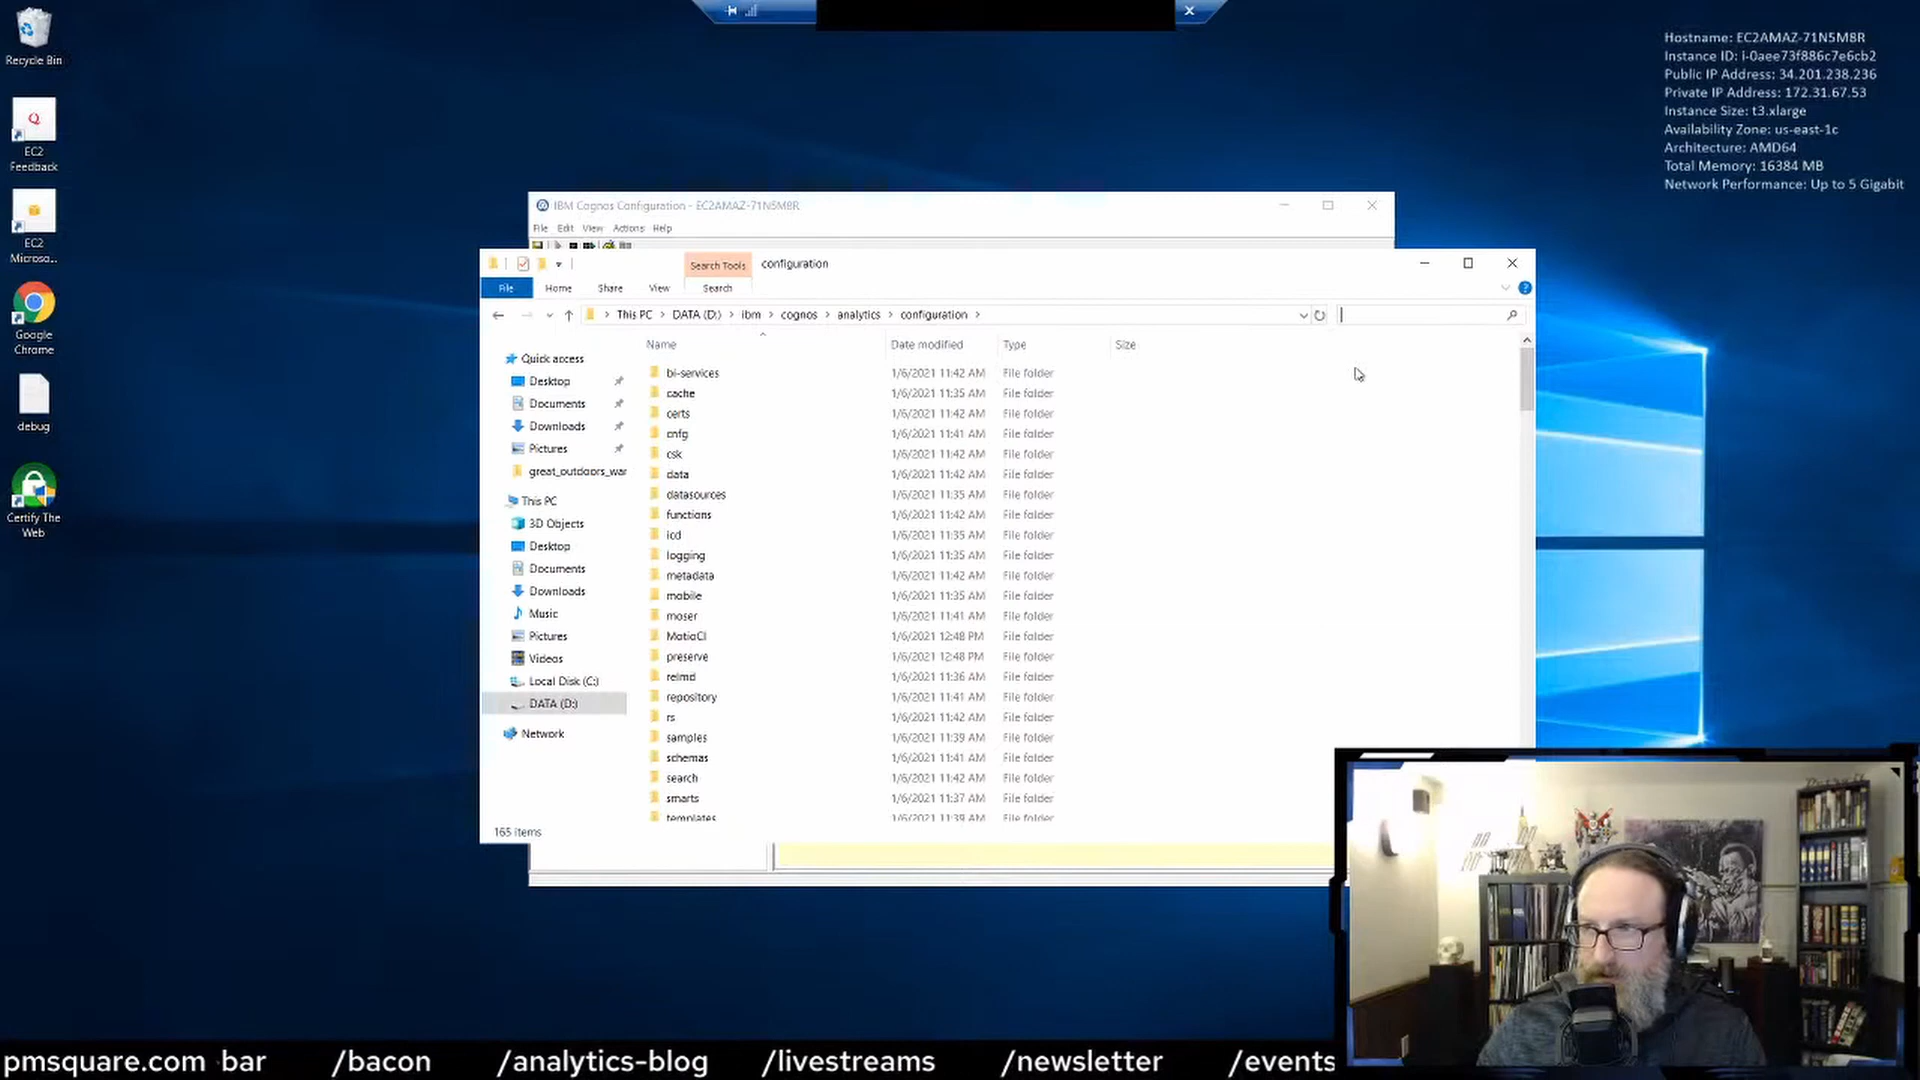 Recycle Bin
EC2
Feedback
EC2
Microso...
Google
Chrome
debug
Certify The
Web
Hostname: EC2AMAZ-71N5M8R
Instance ID: i-0aee73f886c7e6cb2
Public IP Address: 34.201.238.236
Private IP Address: 172.31.67.53
Instance Size: t3.xlarge
Availability Zone: us-east-1c
Architecture: AMD64
Total Memory: 16384 MB
Network Performance: Up to 5 Gigabit
IBM Cognos Configuration - EC2AMAZ-71N5M8R
File Edit View Actions Help
Search Tools configuration
File Home Share View Search
This PC > DATA (D:) > ibm > cognos > analytics > configuration >
Name Date modified Type Size
Quick access
Desktop
Documents
Downloads
Pictures
great_outdoors_war
This PC
3D Objects
Desktop
Documents
Downloads
Music
Pictures
Videos
Local Disk (C:)
DATA (D:)
Network
bi-services 1/6/2021 11:42 AM File folder
cache 1/6/2021 11:35 AM File folder
certs 1/6/2021 11:42 AM File folder
cnfg 1/6/2021 11:41 AM File folder
csk 1/6/2021 11:42 AM File folder
data 1/6/2021 11:42 AM File folder
datasources 1/6/2021 11:35 AM File folder
functions 1/6/2021 11:42 AM File folder
icd 1/6/2021 11:35 AM File folder
logging 1/6/2021 11:35 AM File folder
metadata 1/6/2021 11:42 AM File folder
mobile 1/6/2021 11:35 AM File folder
moser 1/6/2021 11:41 AM File folder
MotioCI 1/6/2021 12:48 PM File folder
preserve 1/6/2021 12:48 PM File folder
relmd 1/6/2021 11:36 AM File folder
repository 1/6/2021 11:41 AM File folder
rs 1/6/2021 11:42 AM File folder
samples 1/6/2021 11:39 AM File folder
schemas 1/6/2021 11:41 AM File folder
search 1/6/2021 11:42 AM File folder
smarts 1/6/2021 11:37 AM File folder
templates 1/6/2021 11:39 AM File folder
165 items
pmsquare.com bar /bacon /analytics-blog /livestreams /newsletter /events